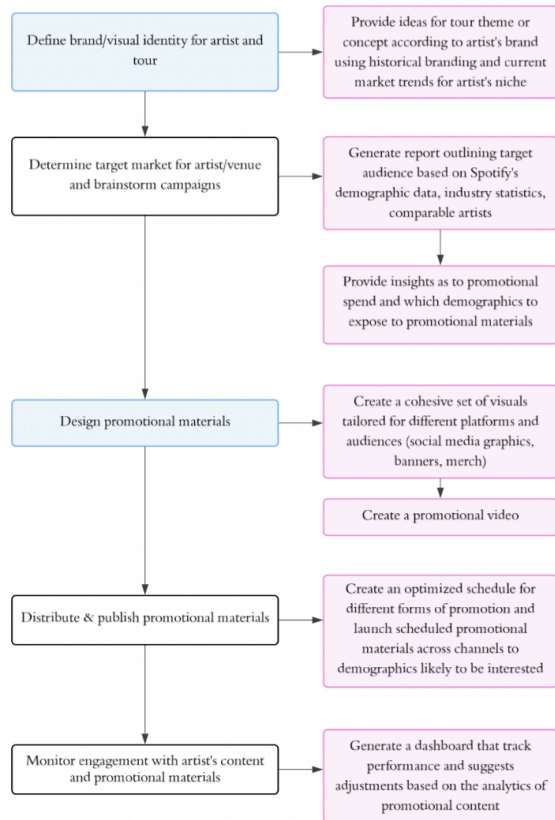 Define brand/visual identity for artist and
tour
Provide ideas for tour theme or
concept according to artist's brand
using historical branding and current
market trends for artist's niche
Determine target market for artist/venue
and brainstorm campaigns
Generate report outlining target
audience based on Spotify's
demographic data, industry statistics,
comparable artists
Provide insights as to promotional
spend and which demographics to
expose to promotional materials
Design promotional materials
Create a cohesive set of visuals
tailored for different platforms and
audiences (social media graphics,
banners, merch)
Create a promotional video
Distribute & publish promotional materials
Create an optimized schedule for
different forms of promotion and
launch scheduled promotional
materials across channels to
demographics likely to be interested
Monitor engagement with artist's content
and promotional materials
Generate a dashboard that track
performance and suggests
adjustments based on the analytics of
promotional content